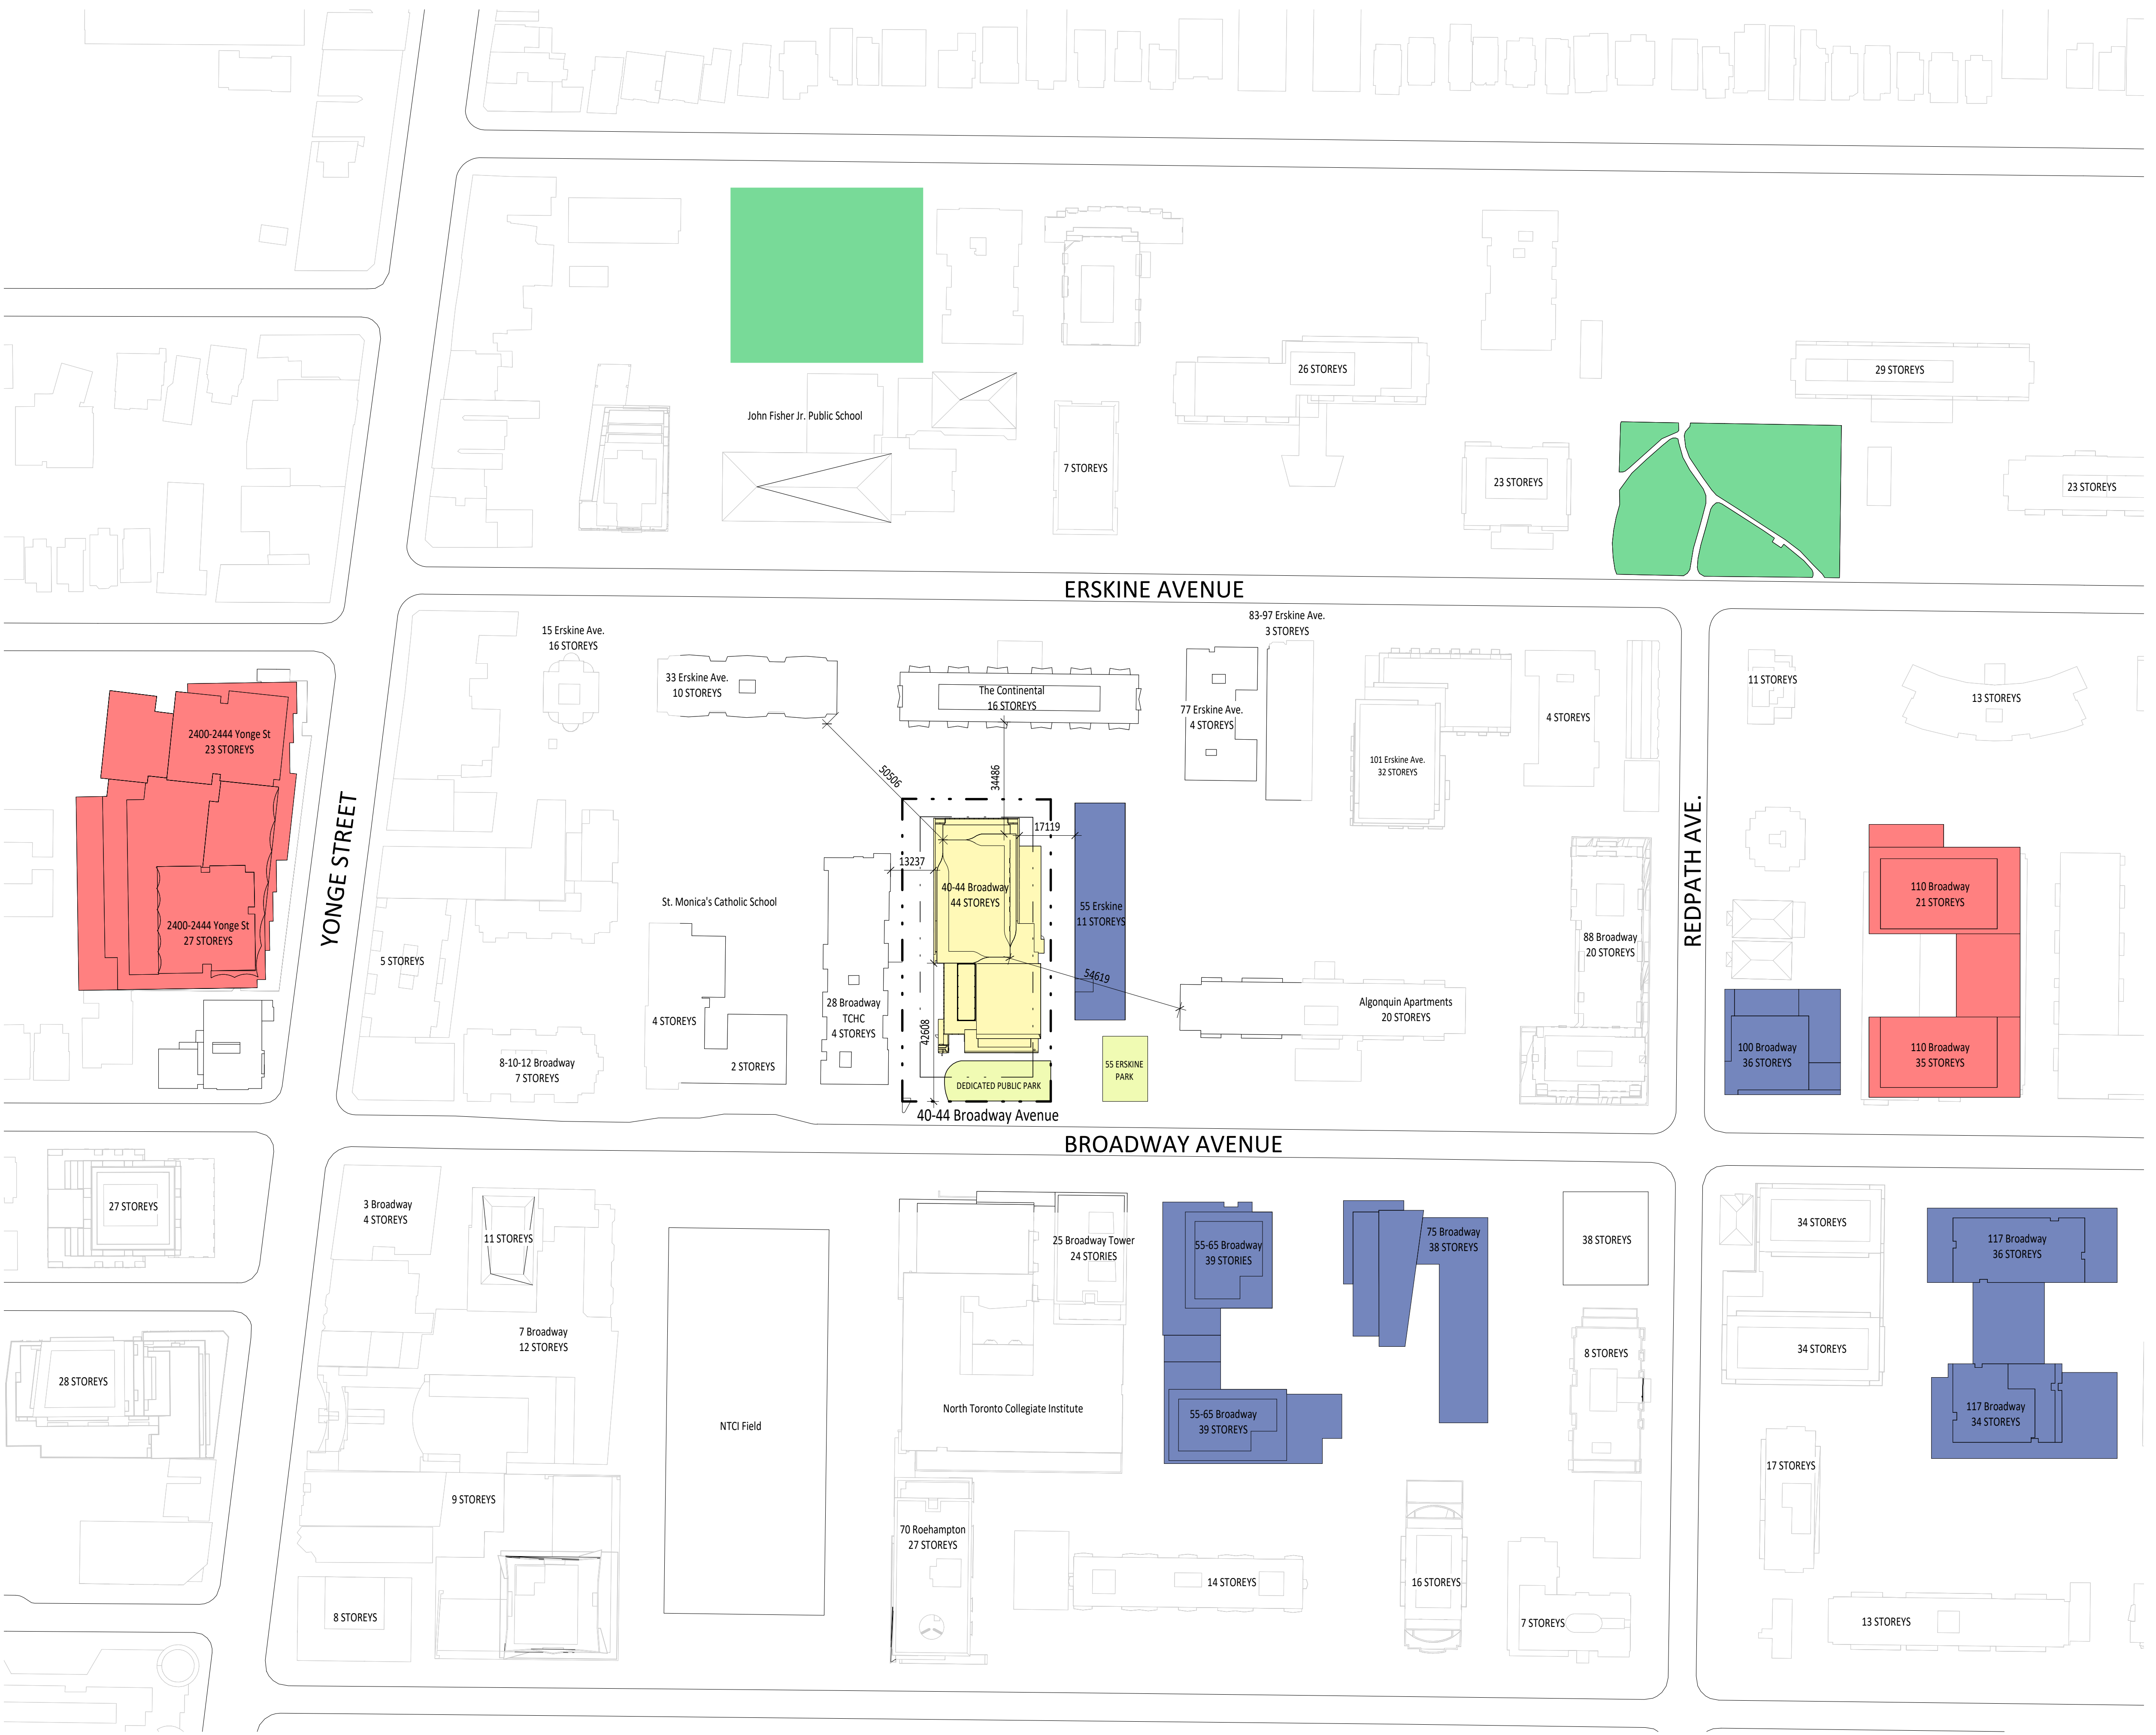 26 STOREYS
29 STOREYS
John Fisher Jr. Public School
7 STOREYS
23 STOREYS
23 STOREYS
ERSKINE AVENUE
15 Erskine Ave.
16 STOREYS
33 Erskine Ave.
10 STOREYS
The Continental
16 STOREYS
83-97 Erskine Ave.
3 STOREYS
77 Erskine Ave.
4 STOREYS
101 Erskine Ave.
32 STOREYS
4 STOREYS
11 STOREYS
13 STOREYS
2400-2444 Yonge St
23 STOREYS
2400-2444 Yonge St
27 STOREYS
YONGE STREET
REDPATH AVE.
50506
34486
17119
13237
54619
42608
40-44 Broadway
44 STOREYS
55 Erskine
11 STOREYS
St. Monica's Catholic School
5 STOREYS
4 STOREYS
2 STOREYS
28 Broadway
TCHC
4 STOREYS
8-10-12 Broadway
7 STOREYS
DEDICATED PUBLIC PARK
55 ERSKINE
PARK
Algonquin Apartments
20 STOREYS
88 Broadway
20 STOREYS
110 Broadway
21 STOREYS
100 Broadway
36 STOREYS
110 Broadway
35 STOREYS
40-44 Broadway Avenue
BROADWAY AVENUE
27 STOREYS
3 Broadway
4 STOREYS
11 STOREYS
25 Broadway Tower
24 STORIES
55-65 Broadway
39 STORIES
75 Broadway
38 STOREYS
38 STOREYS
34 STOREYS
117 Broadway
36 STOREYS
28 STOREYS
7 Broadway
12 STOREYS
8 STOREYS
34 STOREYS
NTCI Field
North Toronto Collegiate Institute
55-65 Broadway
39 STOREYS
117 Broadway
34 STOREYS
17 STOREYS
9 STOREYS
70 Roehampton
27 STOREYS
14 STOREYS
16 STOREYS
8 STOREYS
7 STOREYS
13 STOREYS